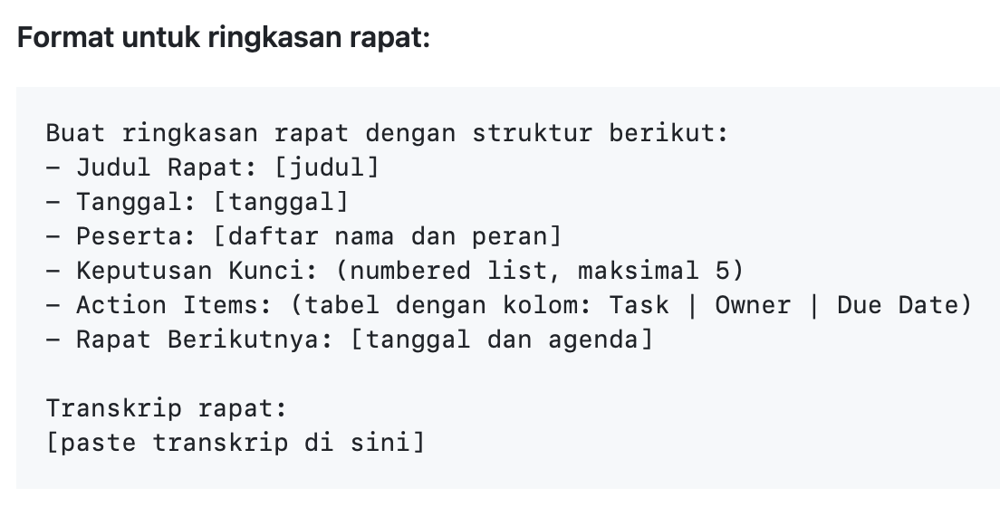 Format untuk ringkasan rapat:
Buat ringkasan rapat dengan struktur berikut:
– Judul Rapat: [judul]
– Tanggal: [tanggal]
– Peserta: [daftar nama dan peran]
– Keputusan Kunci: (numbered list, maksimal 5)
– Action Items: (tabel dengan kolom: Task | Owner | Due Date)
– Rapat Berikutnya: [tanggal dan agenda]
Transkrip rapat:
[paste transkrip di sini]